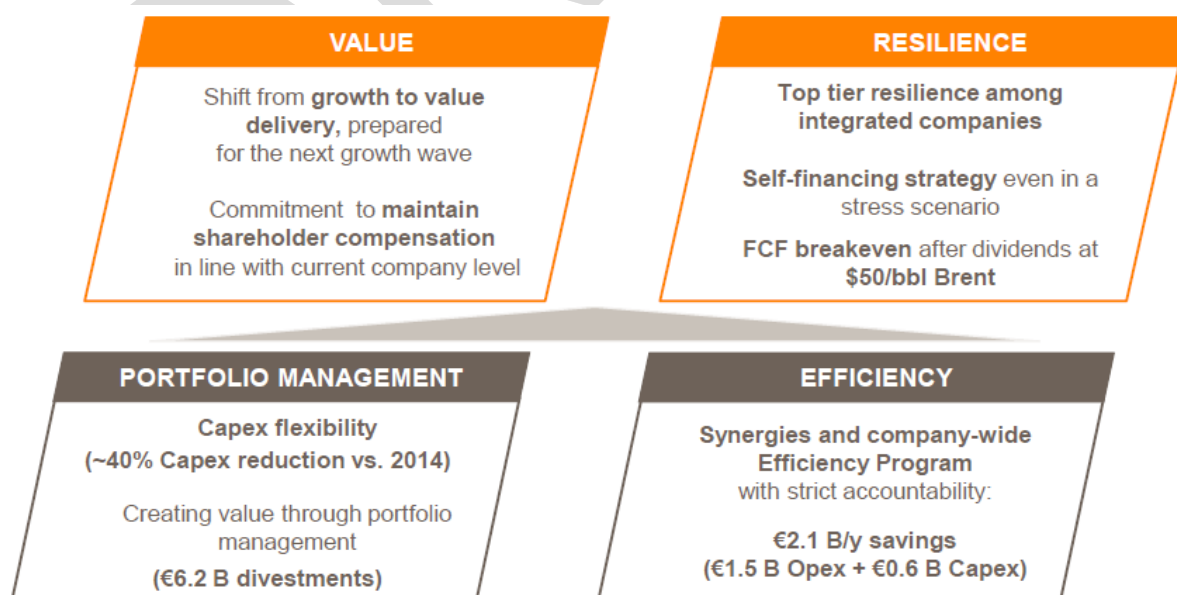 VALUE
Shift from growth to value
delivery, prepared
for the next growth wave
Commitment to maintain
shareholder compensation
in line with current company level
RESILIENCE
Top tier resilience among
integrated companies
Self-financing strategy even in a
stress scenario
FCF breakeven after dividends at
$50/bbl Brent
PORTFOLIO MANAGEMENT
Capex flexibility
(~40% Capex reduction vs. 2014)
Creating value through portfolio
management
(€6.2 B divestments)
EFFICIENCY
Synergies and company-wide
Efficiency Program
with strict accountability:
€2.1 B/y savings
(€1.5 B Opex + €0.6 B Capex)